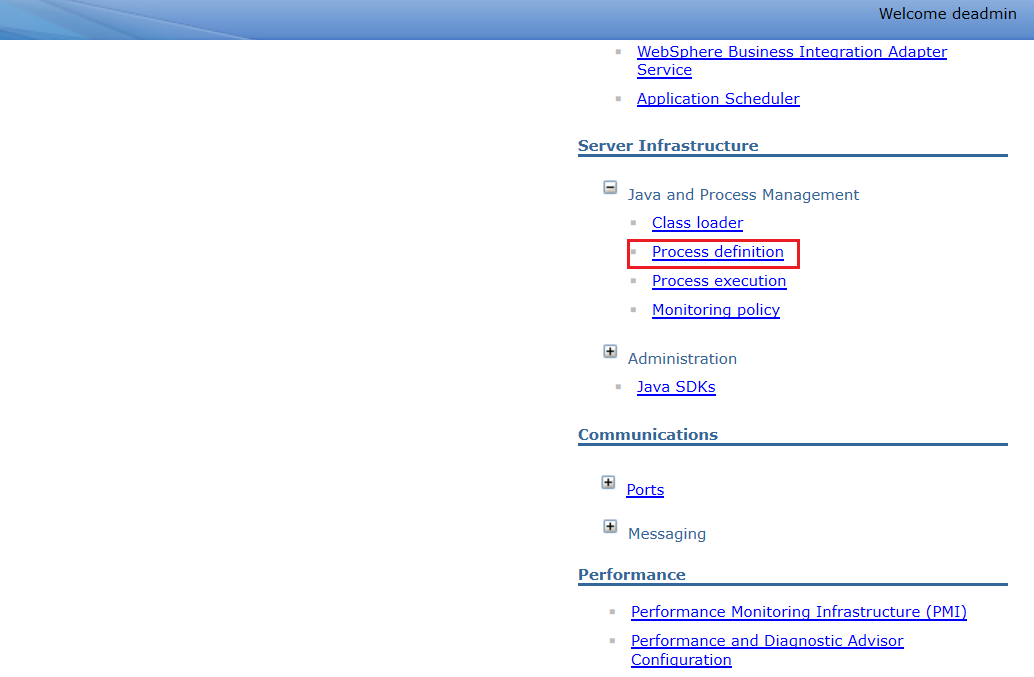 Welcome deadmin
WebSphere Business Integration Adapter
Service
Application Scheduler
Server Infrastructure
Java and Process Management
Class loader
Process definition
Process execution
Monitoring policy
Administration
Java SDKs
Communications
Ports
Messaging
Performance
Performance Monitoring Infrastructure (PMI)
Performance and Diagnostic Advisor
Configuration